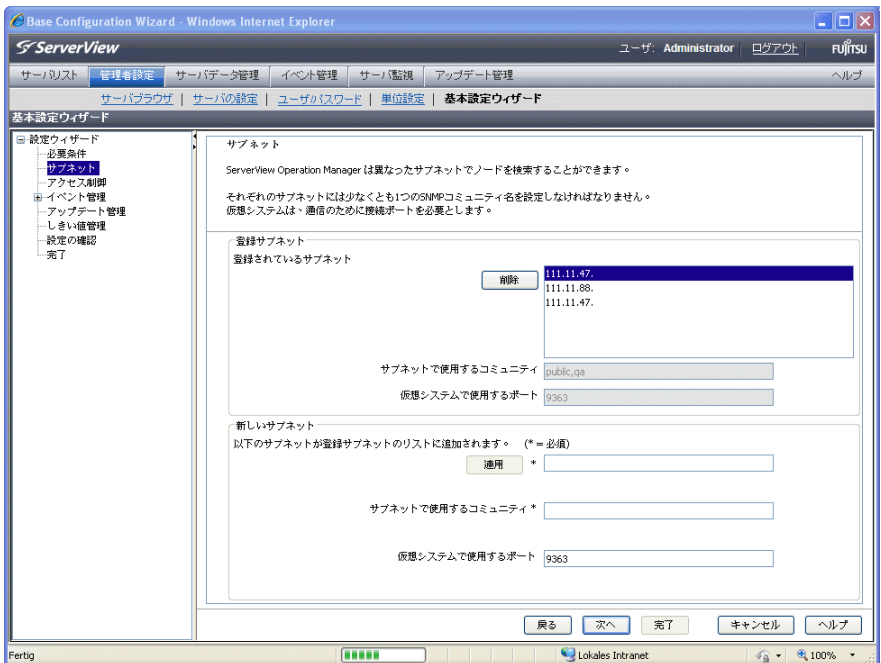 Base Configuration Wizard - Windows Internet Explorer
ServerView
ユーザ: Administrator
ログアウト
FUJITSU
サーバリスト
管理者設定
サーバデータ管理
イベント管理
サーバ監視
アップデート管理
ヘルプ
サーバブラウザ | サーバの設定 | ユーザ/パスワード | 単位設定 | 基本設定ウィザード
基本設定ウィザード
設定ウィザード
必要条件
サブネット
アクセス制御
イベント管理
アップデート管理
しきい値管理
設定の確認
完了
サブネット
ServerView Operation Manager は異なったサブネットでノードを検索することができます。
それぞれのサブネットには少なくとも1つのSNMPコミュニティ名を設定しなければなりません。
仮想システムは、通信のために接続ポートを必要とします。
登録サブネット
登録されているサブネット
削除
111.11.47.
111.11.88.
111.11.47.
サブネットで使用するコミュニティ
public,qa
仮想システムで使用するポート
9363
新しいサブネット
以下のサブネットが登録サブネットのリストに追加されます。 (* = 必須)
適用 *
サブネットで使用するコミュニティ *
仮想システムで使用するポート
9363
戻る
次へ
完了
キャンセル
ヘルプ
Fertig
Lokales Intranet
100%